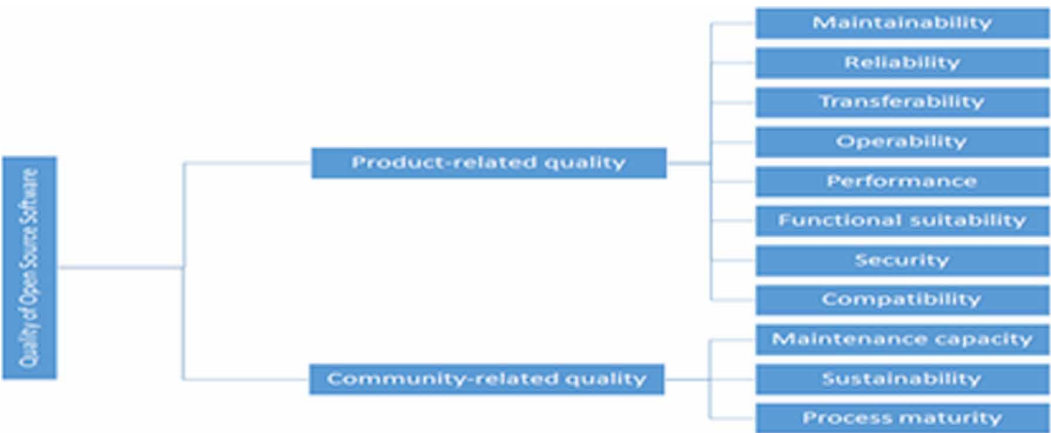 Quality of Open Source Software
Product-related quality
Maintainability
Reliability
Transferability
Operability
Performance
Functional suitability
Security
Compatibility
Community-related quality
Maintenance capacity
Sustainability
Process maturity